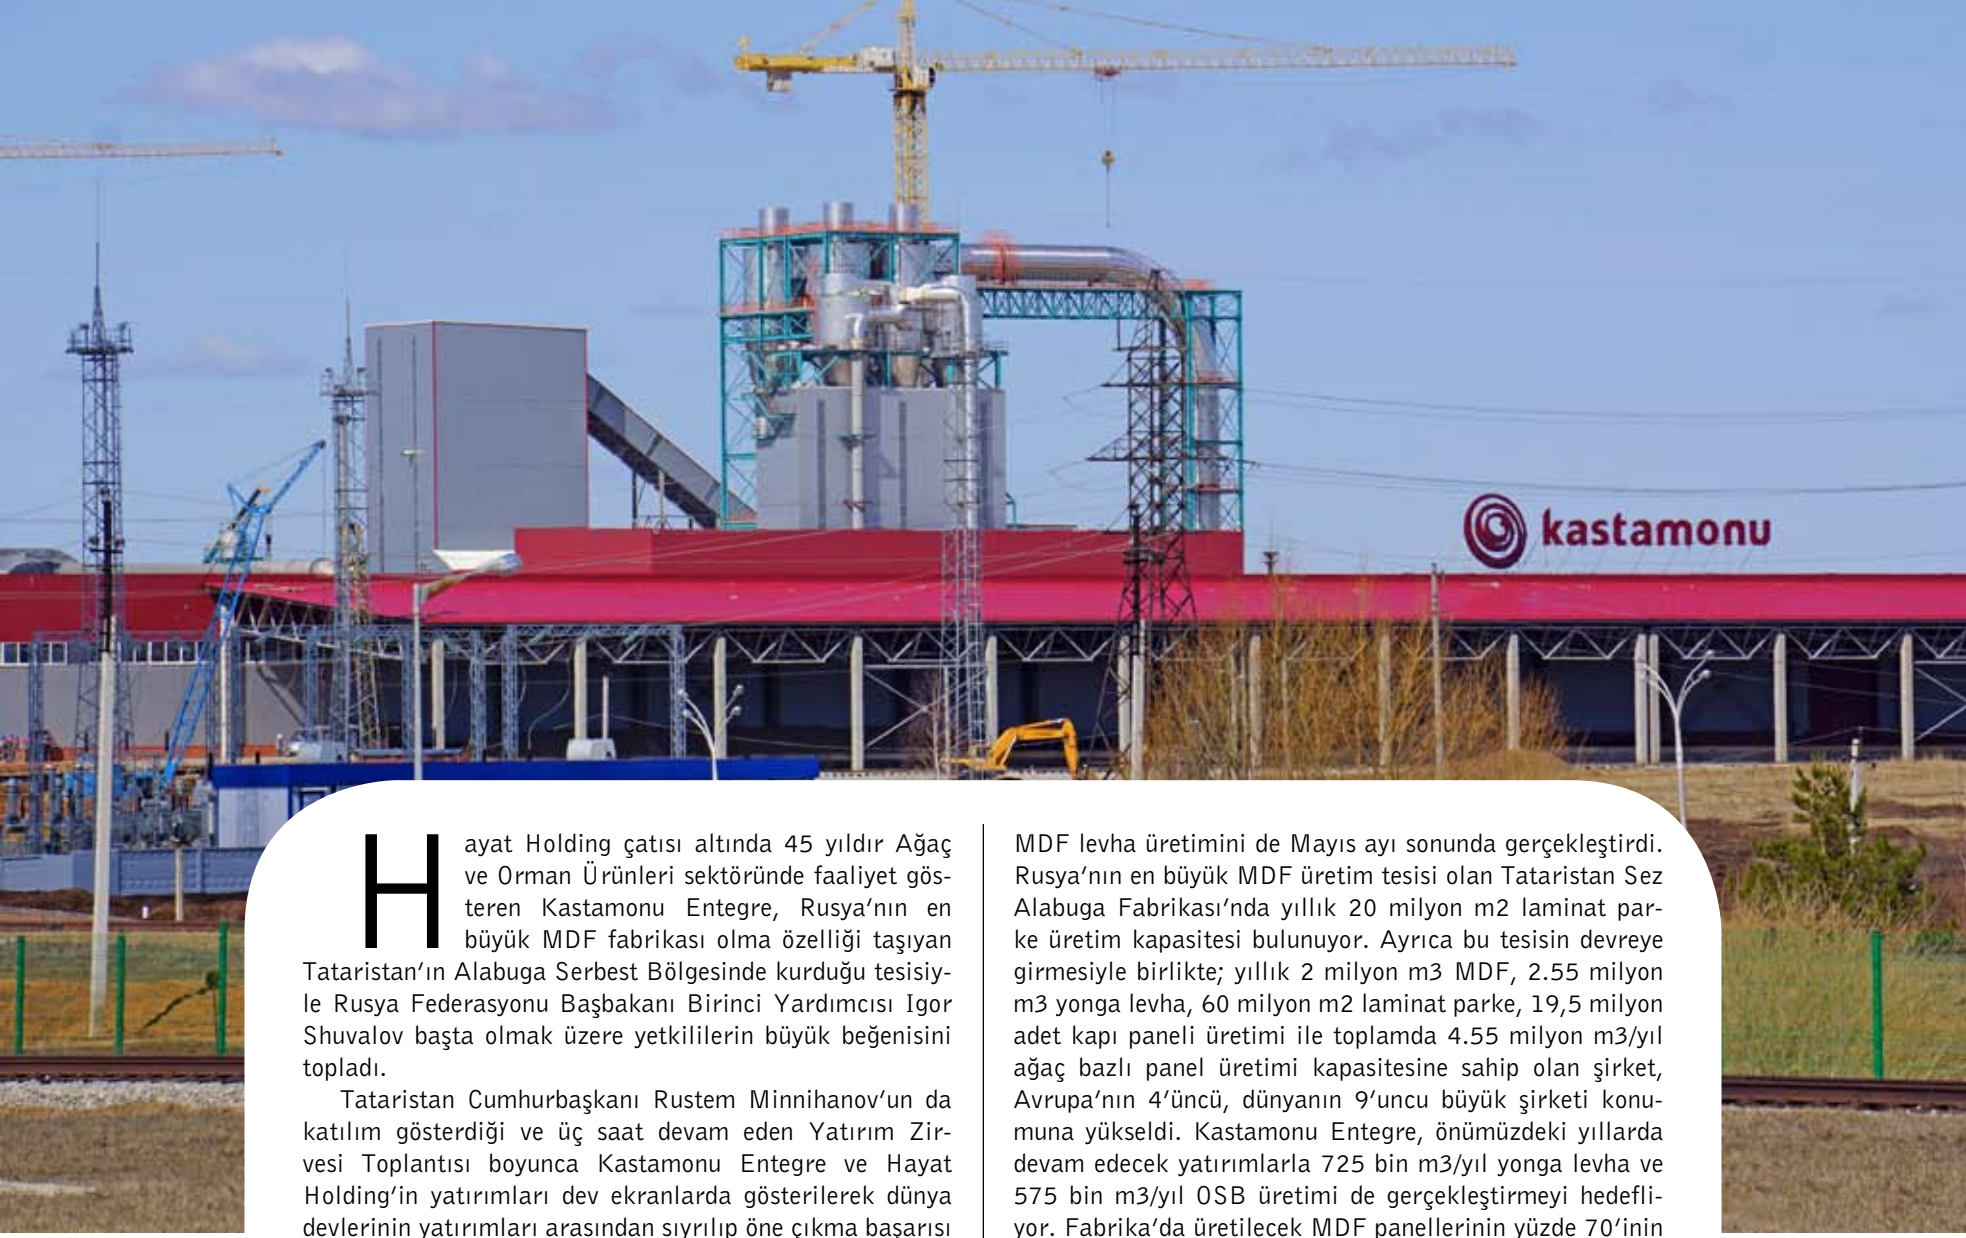 kastamonu
Hayat Holding çatısı altında 45 yıldır Ağaç
ve Orman Ürünleri sektöründe faaliyet gös-
teren Kastamonu Entegre, Rusya’nın en
büyük MDF fabrikası olma özelliği taşıyan
Tataristan’ın Alabuga Serbest Bölgesinde kurduğu tesisiy-
le Rusya Federasyonu Başbakanı Birinci Yardımcısı Igor
Shuvalov başta olmak üzere yetkililerin büyük beğenisini
topladı.
Tataristan Cumhurbaşkanı Rustem Minnihanov’un da
katılım gösterdiği ve üç saat devam eden Yatırım Zir-
vesi Toplantısı boyunca Kastamonu Entegre ve Hayat
Holding’in yatırımları dev ekranlarda gösterilerek dünya
devlerinin yatırımları arasından sıyrılıp öne çıkma başarısı
MDF levha üretimini de Mayıs ayı sonunda gerçekleştirdi.
Rusya’nın en büyük MDF üretim tesisi olan Tataristan Sez
Alabuga Fabrikası’nda yıllık 20 milyon m2 laminat par-
ke üretim kapasitesi bulunuyor. Ayrıca bu tesisin devreye
girmesiyle birlikte; yıllık 2 milyon m3 MDF, 2.55 milyon
m3 yonga levha, 60 milyon m2 laminat parke, 19,5 milyon
adet kapı paneli üretimi ile toplamda 4.55 milyon m3/yıl
ağaç bazlı panel üretimi kapasitesine sahip olan şirket,
Avrupa’nın 4’üncü, dünyanın 9’uncu büyük şirketi konu-
muna yükseldi. Kastamonu Entegre, önümüzdeki yıllarda
devam edecek yatırımlarla 725 bin m3/yıl yonga levha ve
575 bin m3/yıl OSB üretimi de gerçekleştirmeyi hedefli-
yor. Fabrika’da üretilecek MDF panellerinin yüzde 70’inin